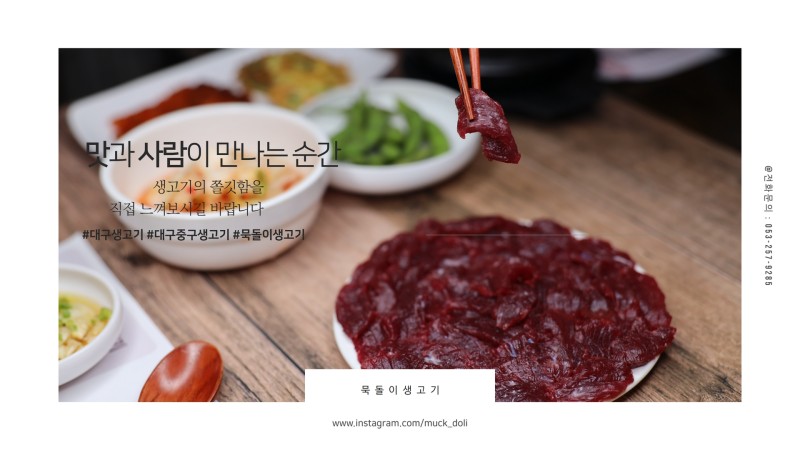 맛과 사람이 만나는 순간
생고기의 쫄깃함을
직접 느껴보시길 바랍니다
#대구생고기 #대구중구생고기 #묵돌이생고기
@전화문의 : 053-257-9285
묵돌이생고기
www.instagram.com/muck_doli